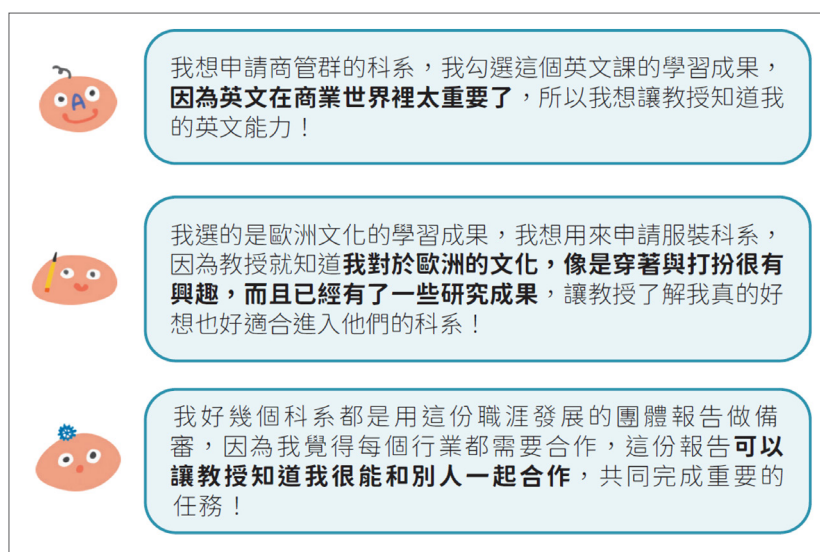 我想申請商管群的科系，我勾選這個英文課的學習成果，
因為英文在商業世界裡太重要了，所以我想讓教授知道我
的英文能力！
我選的是歐洲文化的學習成果，我想用來申請服裝科系，
因為教授就知道我對於歐洲的文化，像是穿著與打扮很有
興趣，而且已經有了一些研究成果，讓教授了解我真的好
想也好適合進入他們的科系！
我好幾個科系都是用這份職涯發展的團體報告做備
審，因為我覺得每個行業都需要合作，這份報告可以
讓教授知道我很能和別人一起合作，共同完成重要的
任務！